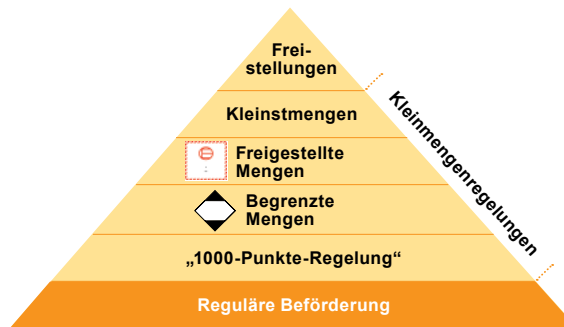 Frei-
stellungen
Kleinstmengen
Freigestellte
Mengen
Begrenzte
Mengen
„1000-Punkte-Regelung“
Reguläre Beförderung
Kleinmengenregelungen